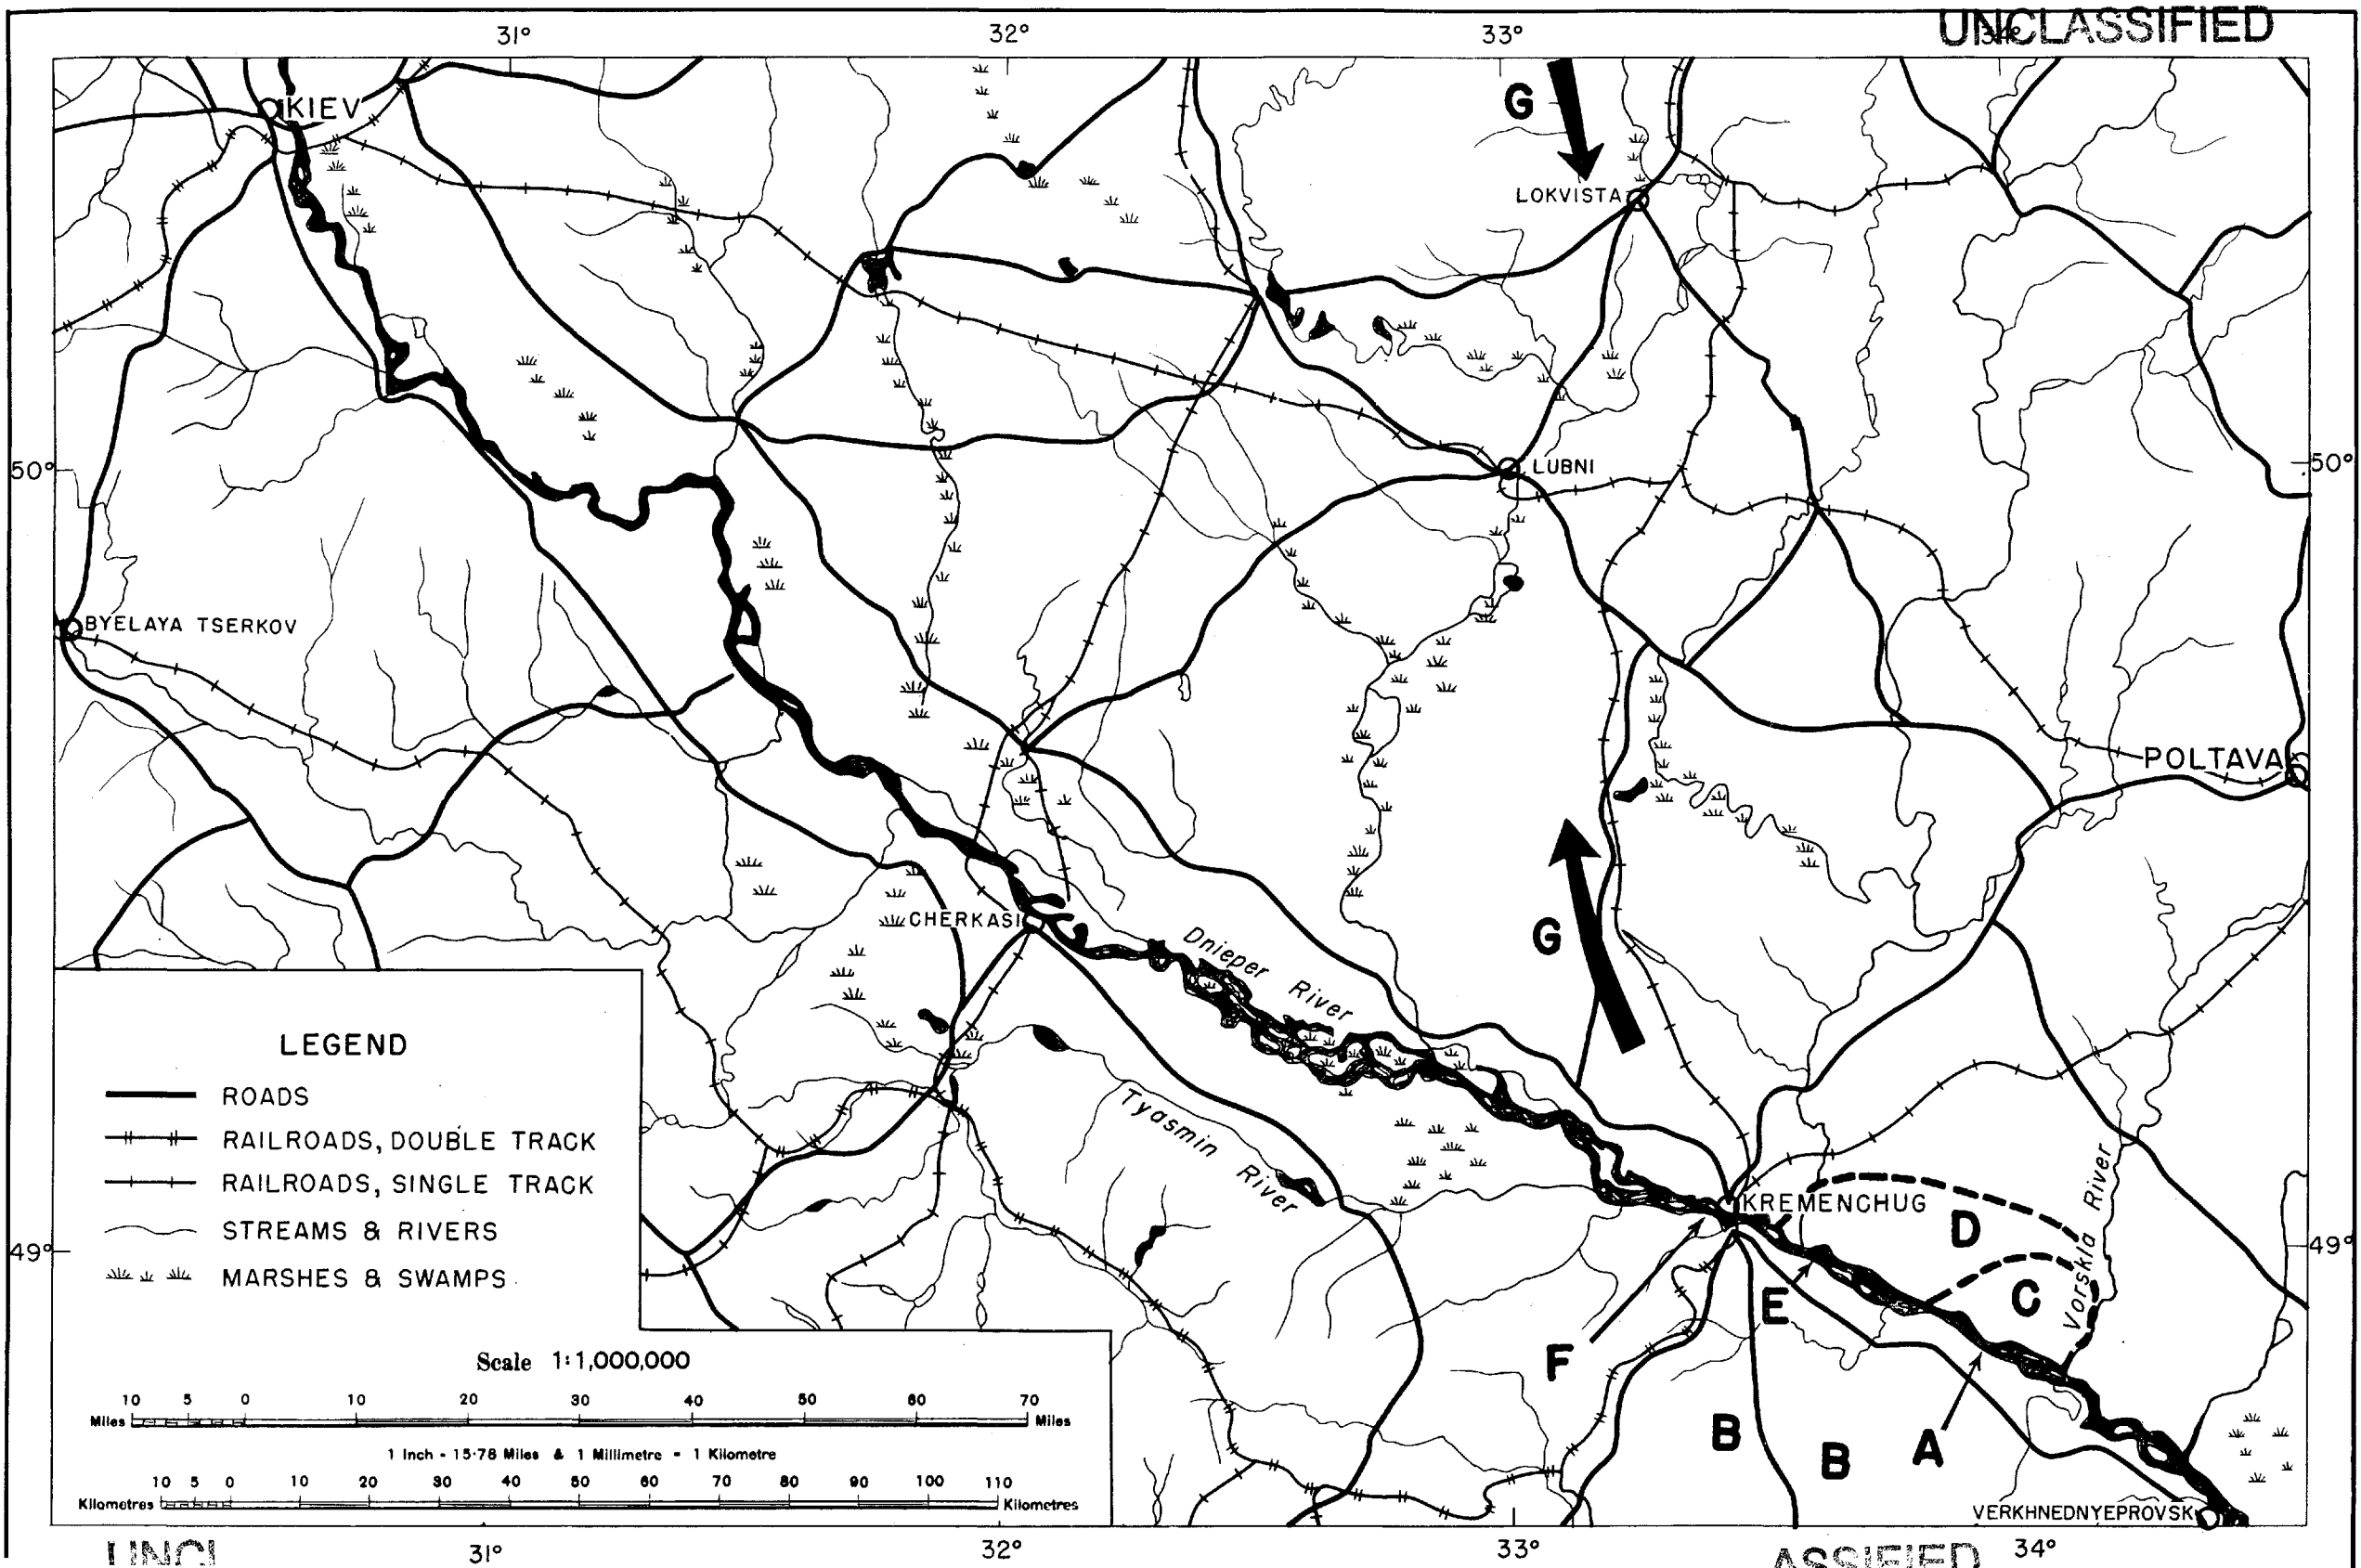 UNCLASSIFIED
31° 32° 33° 34°
KIEV
G
LOKVISTA
50° 50°
LUBNI
BYELAYA TSERKOV
POLTAVA
G
CHERKASI
Dnieper River
Tyasmin River
Vorskla River
KREMENCHUG
D
49° 49°
C
E
F
B B A
VERKHNEDNYEPROVSK
LEGEND
ROADS
RAILROADS, DOUBLE TRACK
RAILROADS, SINGLE TRACK
STREAMS & RIVERS
MARSHES & SWAMPS
Scale 1:1,000,000
10 5 0 10 20 30 40 50 60 70
Miles Miles
1 Inch - 15·78 Miles & 1 Millimetre - 1 Kilometre
10 5 0 10 20 30 40 50 60 70 80 90 100 110
Kilometres Kilometres
31° 32° 33° 34°
UNCL ASSIFIED